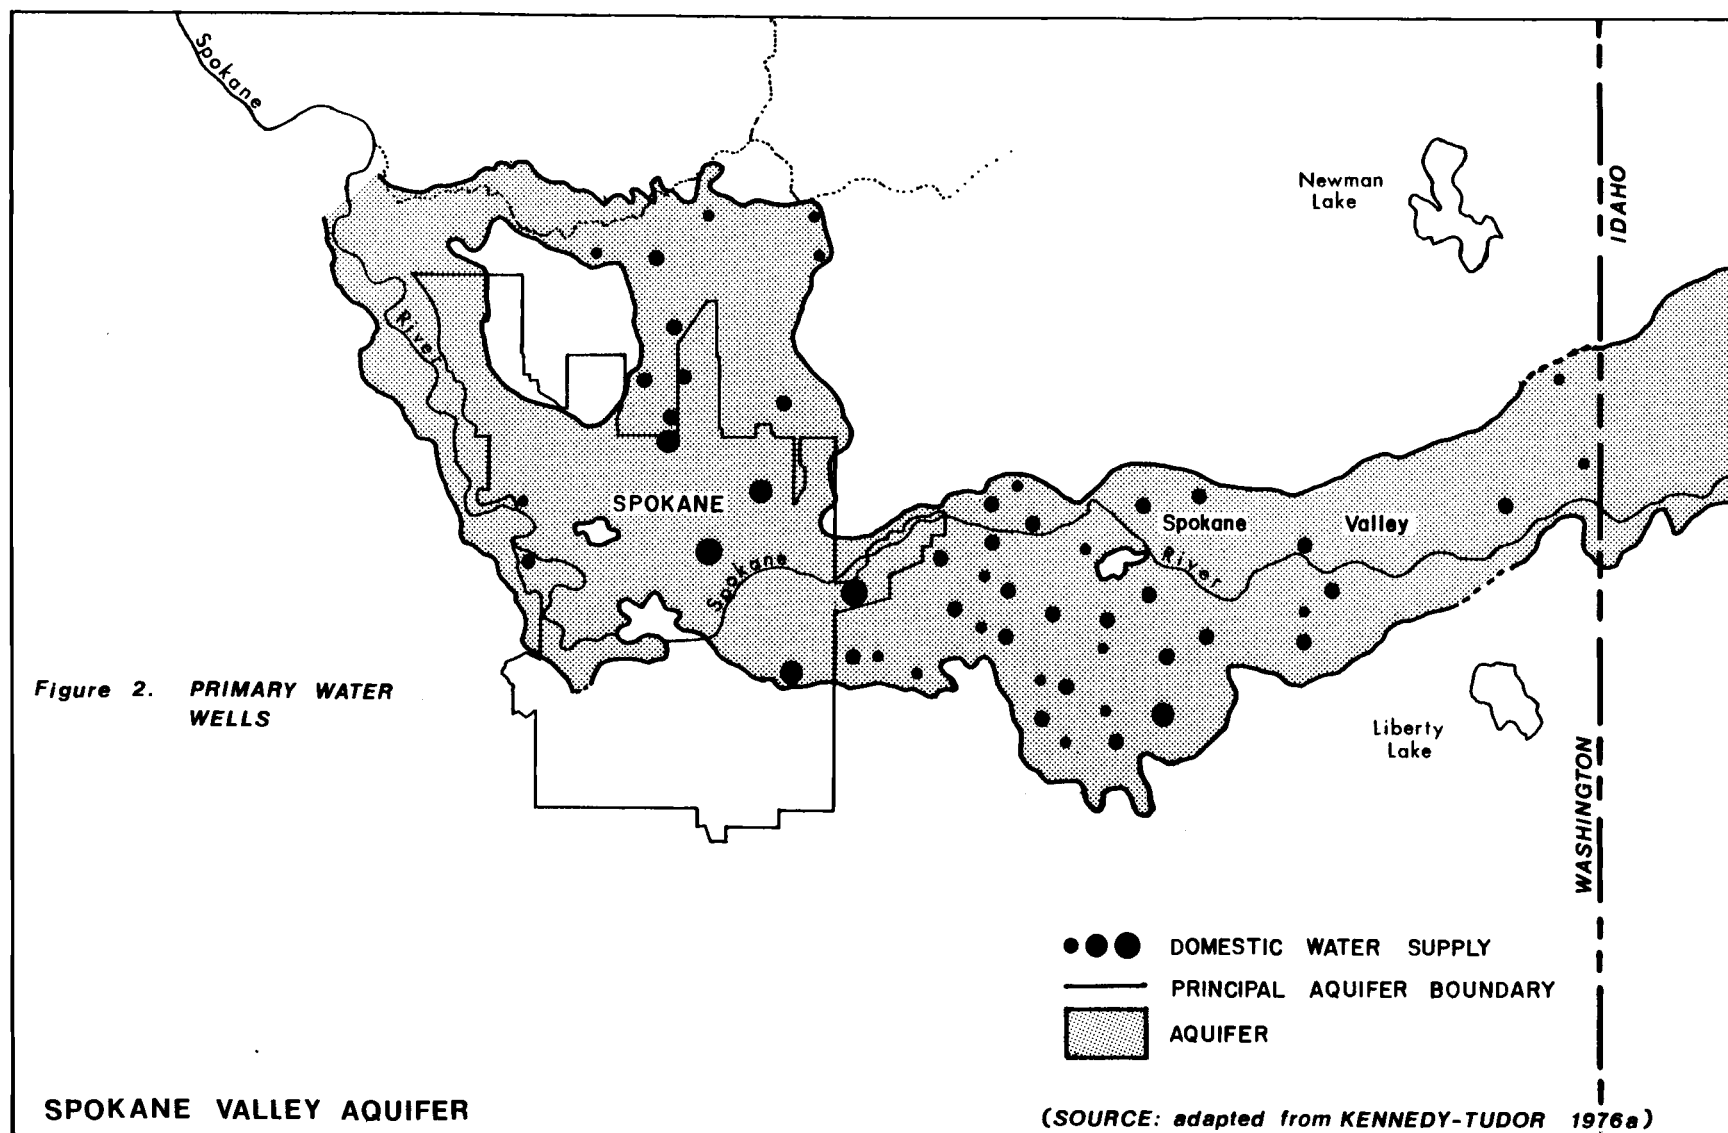 Spokane
Newman
Lake
IDAHO
River
SPOKANE
Spokane
Valley
Spokane
River
Figure 2. PRIMARY WATER
WELLS
Liberty
Lake
WASHINGTON
DOMESTIC WATER SUPPLY
PRINCIPAL AQUIFER BOUNDARY
AQUIFER
SPOKANE VALLEY AQUIFER
(SOURCE: adapted from KENNEDY-TUDOR 1976a)